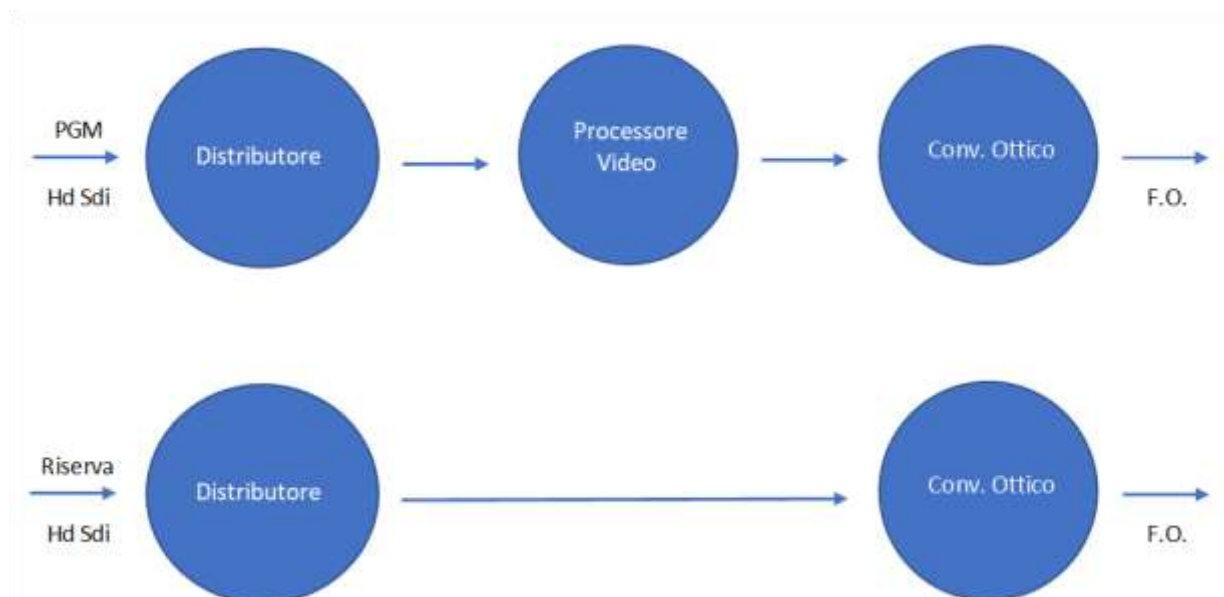 PGM
Hd Sdi
Distributore
Processore
Video
Conv. Ottico
F.O.
Riserva
Hd Sdi
Distributore
Conv. Ottico
F.O.